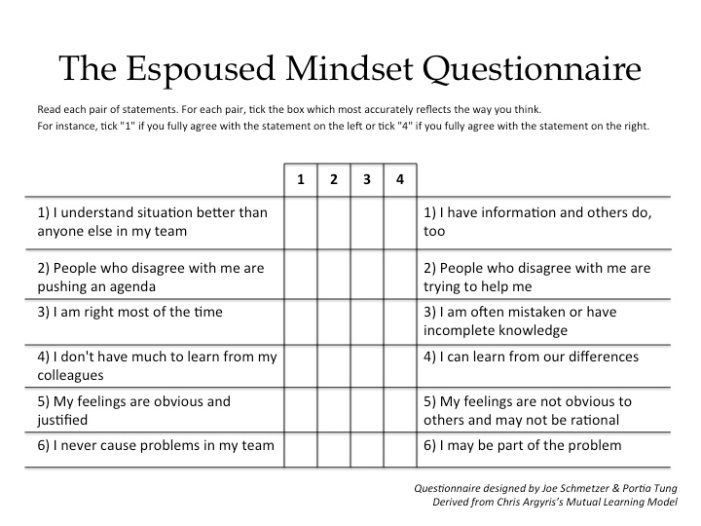 The Espoused Mindset Questionnaire
Read each pair of statements. For each pair, tick the box which most accurately reflects the way you think.
For instance, tick "1" if you fully agree with the statement on the left or tick "4" if you fully agree with the statement on the right.
1 2 3 4
1) I understand situation better than
anyone else in my team
1) I have information and others do,
too
2) People who disagree with me are
pushing an agenda
2) People who disagree with me are
trying to help me
3) I am right most of the time
3) I am often mistaken or have
incomplete knowledge
4) I don't have much to learn from my
colleagues
4) I can learn from our differences
5) My feelings are obvious and
justified
5) My feelings are not obvious to
others and may not be rational
6) I never cause problems in my team
6) I may be part of the problem
Questionnaire designed by Joe Schmetzer & Portia Tung
Derived from Chris Argyris's Mutual Learning Model